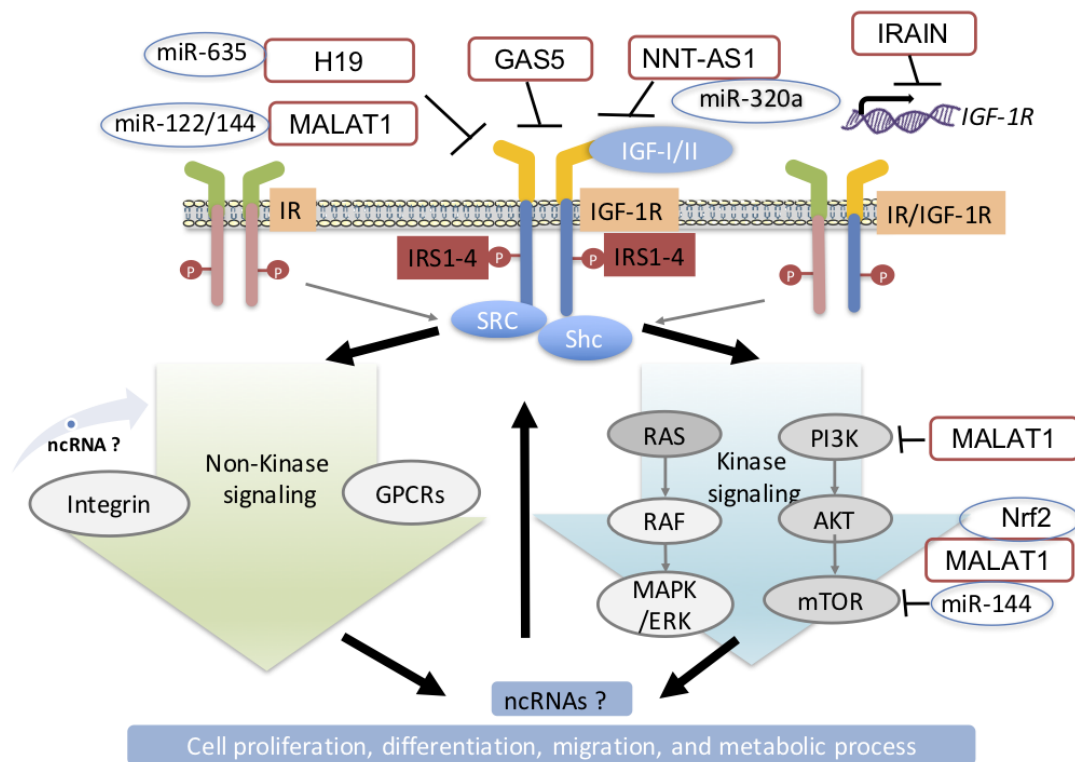 IRAIN
miR-635
H19
GAS5
NNT-AS1
miR-320a
IGF-1R
miR-122/144
MALAT1
IGF-I/II
IR
IGF-1R
IR/IGF-1R
IRS1-4
P
P
IRS1-4
P
P
P
P
SRC
Shc
ncRNA ?
Integrin
Non-Kinase
signaling
GPCRs
RAS
PI3K
MALAT1
Kinase
signaling
RAF
AKT
Nrf2
MALAT1
MAPK
/ERK
mTOR
miR-144
ncRNAs ?
Cell proliferation, differentiation, migration, and metabolic process